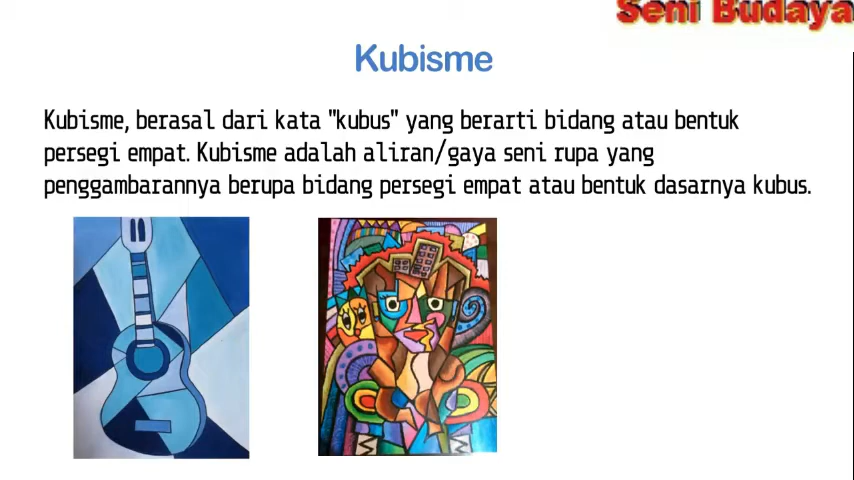 Seni Budaya
Kubisme
Kubisme, berasal dari kata "kubus" yang berarti bidang atau bentuk
persegi empat. Kubisme adalah aliran/gaya seni rupa yang
penggambarannya berupa bidang persegi empat atau bentuk dasarnya kubus.